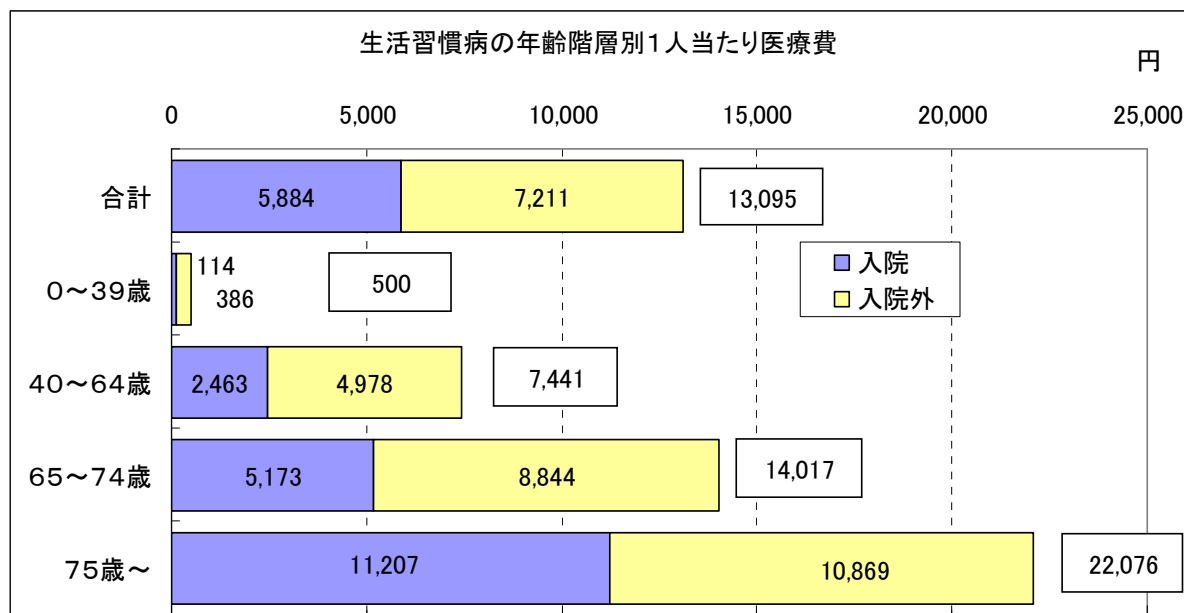 生活習慣病の年齢階層別１人当たり医療費
円
0 5,000 10,000 15,000 20,000 25,000
合計 5,884 7,211 13,095
入院
入院外
０～３９歳 114 386 500
４０～６４歳 2,463 4,978 7,441
６５～７４歳 5,173 8,844 14,017
７５歳～ 11,207 10,869 22,076